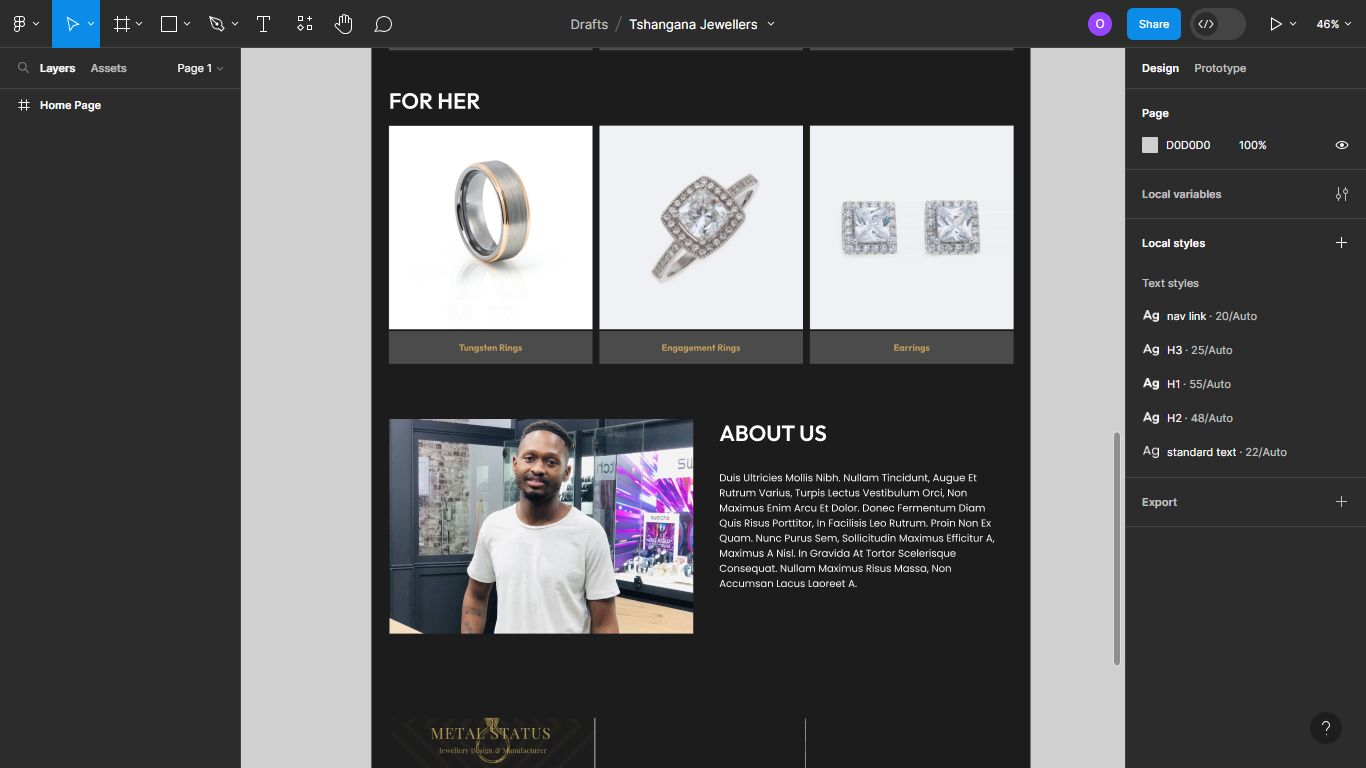 Drafts / Tshangana Jewellers
O
Share
46%
Layers
Assets
Page 1
Home Page
FOR HER
Tungsten Rings
Engagement Rings
Earrings
ABOUT US
Duis Ultricies Mollis Nibh. Nullam Tincidunt, Augue Et
Rutrum Varius, Turpis Lectus Vestibulum Orci, Non
Maximus Enim Arcu Et Dolor. Donec Fermentum Diam
Quis Risus Porttitor, In Facilisis Leo Rutrum. Proin Non Ex
Quam. Nunc Purus Sem, Sollicitudin Maximus Efficitur A,
Maximus A Nisl. In Gravida At Tortor Scelerisque
Consequat. Nullam Maximus Risus Massa, Non
Accumsan Lacus Laoreet A.
METAL STATUS
Jewellery Design & Manufacturer
Design
Prototype
Page
D0D0D0
100%
Local variables
Local styles
Text styles
Ag nav link · 20/Auto
Ag H3 · 25/Auto
Ag H1 · 55/Auto
Ag H2 · 48/Auto
Ag standard text · 22/Auto
Export
?